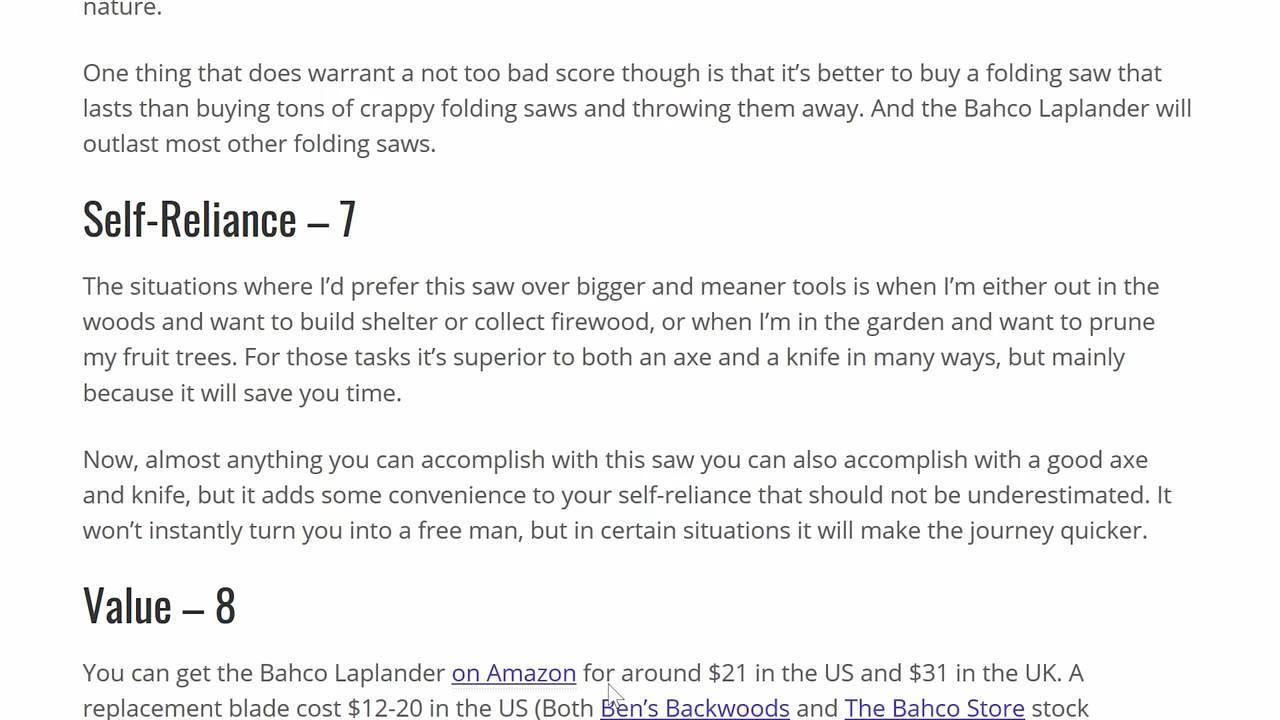 nature.
One thing that does warrant a not too bad score though is that it’s better to buy a folding saw that
lasts than buying tons of crappy folding saws and throwing them away. And the Bahco Laplander will
outlast most other folding saws.
Self-Reliance – 7
The situations where I’d prefer this saw over bigger and meaner tools is when I’m either out in the
woods and want to build shelter or collect firewood, or when I’m in the garden and want to prune
my fruit trees. For those tasks it’s superior to both an axe and a knife in many ways, but mainly
because it will save you time.
Now, almost anything you can accomplish with this saw you can also accomplish with a good axe
and knife, but it adds some convenience to your self-reliance that should not be underestimated. It
won’t instantly turn you into a free man, but in certain situations it will make the journey quicker.
Value – 8
You can get the Bahco Laplander on Amazon for around $21 in the US and $31 in the UK. A
replacement blade cost $12-20 in the US (Both Ben’s Backwoods and The Bahco Store stock